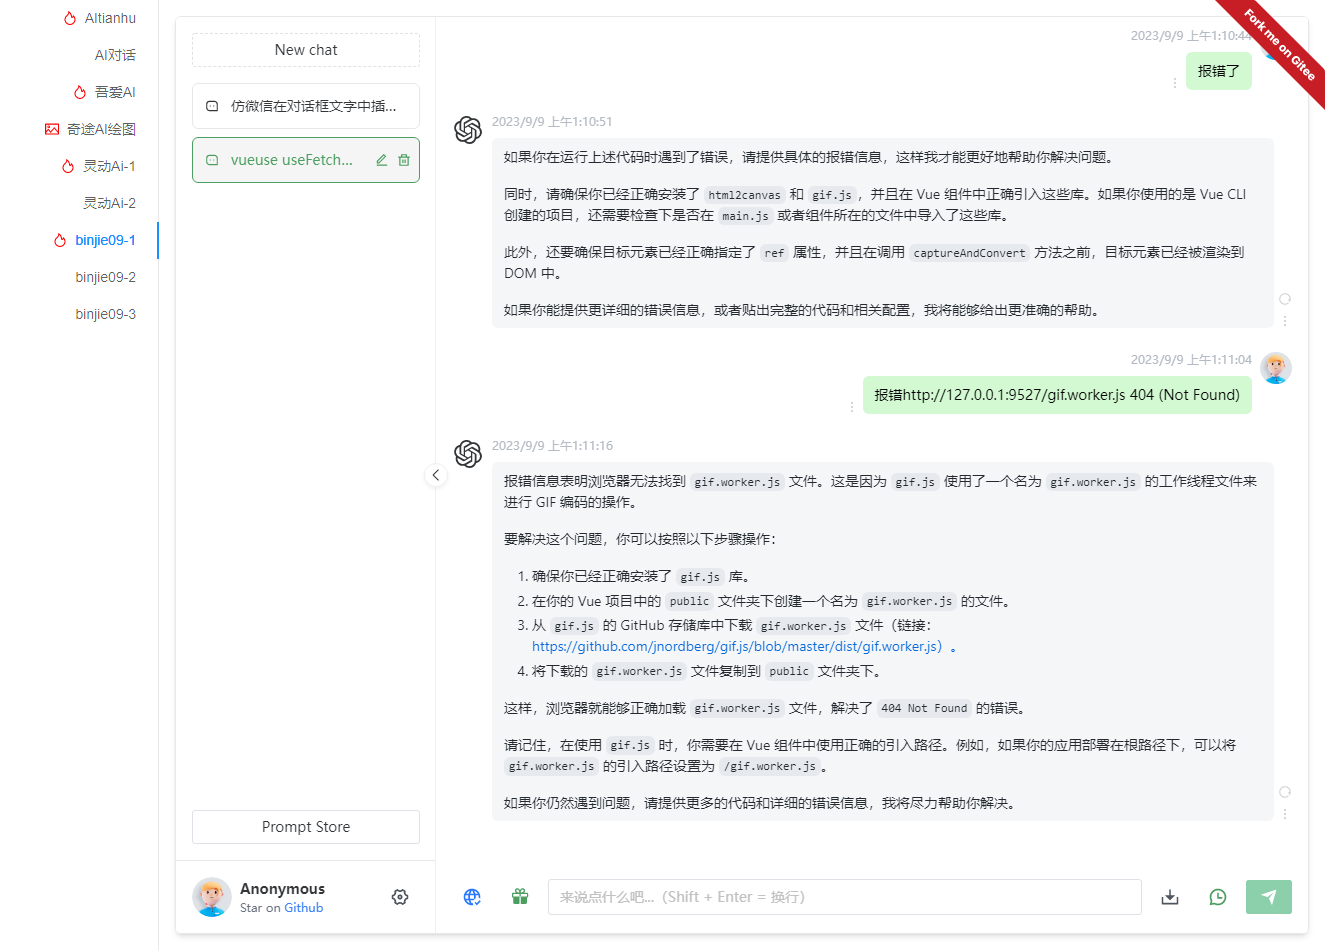 AItianhu
AI对话
吾爱AI
奇途AI绘图
灵动Ai-1
灵动Ai-2
binjie09-1
binjie09-2
binjie09-3
New chat
仿微信在对话框文字中插...
vueuse useFetch...
Prompt Store
Anonymous
Star on Github
Fork me on Gitee
2023/9/9 上午1:10:44
报错了
2023/9/9 上午1:10:51
如果你在运行上述代码时遇到了错误，请提供具体的报错信息，这样我才能更好地帮助你解决问题。
同时，请确保你已经正确安装了 html2canvas 和 gif.js，并且在 Vue 组件中正确引入这些库。如果你使用的是 Vue CLI
创建的项目，还需要检查下是否在 main.js 或者组件所在的文件中导入了这些库。
此外，还要确保目标元素已经正确指定了 ref 属性，并且在调用 captureAndConvert 方法之前，目标元素已经被渲染到
DOM 中。
如果你能提供更详细的错误信息，或者贴出完整的代码和相关配置，我将能够给出更准确的帮助。
2023/9/9 上午1:11:04
报错http://127.0.0.1:9527/gif.worker.js 404 (Not Found)
2023/9/9 上午1:11:16
报错信息表明浏览器无法找到 gif.worker.js 文件。这是因为 gif.js 使用了一个名为 gif.worker.js 的工作线程文件来
进行 GIF 编码的操作。
要解决这个问题，你可以按照以下步骤操作：
1. 确保你已经正确安装了 gif.js 库。
2. 在你的 Vue 项目中的 public 文件夹下创建一个名为 gif.worker.js 的文件。
3. 从 gif.js 的 GitHub 存储库中下载 gif.worker.js 文件（链接：
https://github.com/jnordberg/gif.js/blob/master/dist/gif.worker.js）。
4. 将下载的 gif.worker.js 文件复制到 public 文件夹下。
这样，浏览器就能够正确加载 gif.worker.js 文件，解决了 404 Not Found 的错误。
请记住，在使用 gif.js 时，你需要在 Vue 组件中使用正确的引入路径。例如，如果你的应用部署在根路径下，可以将
gif.worker.js 的引入路径设置为 /gif.worker.js。
如果你仍然遇到问题，请提供更多的代码和详细的错误信息，我将尽力帮助你解决。
来说点什么吧...（Shift + Enter = 换行）